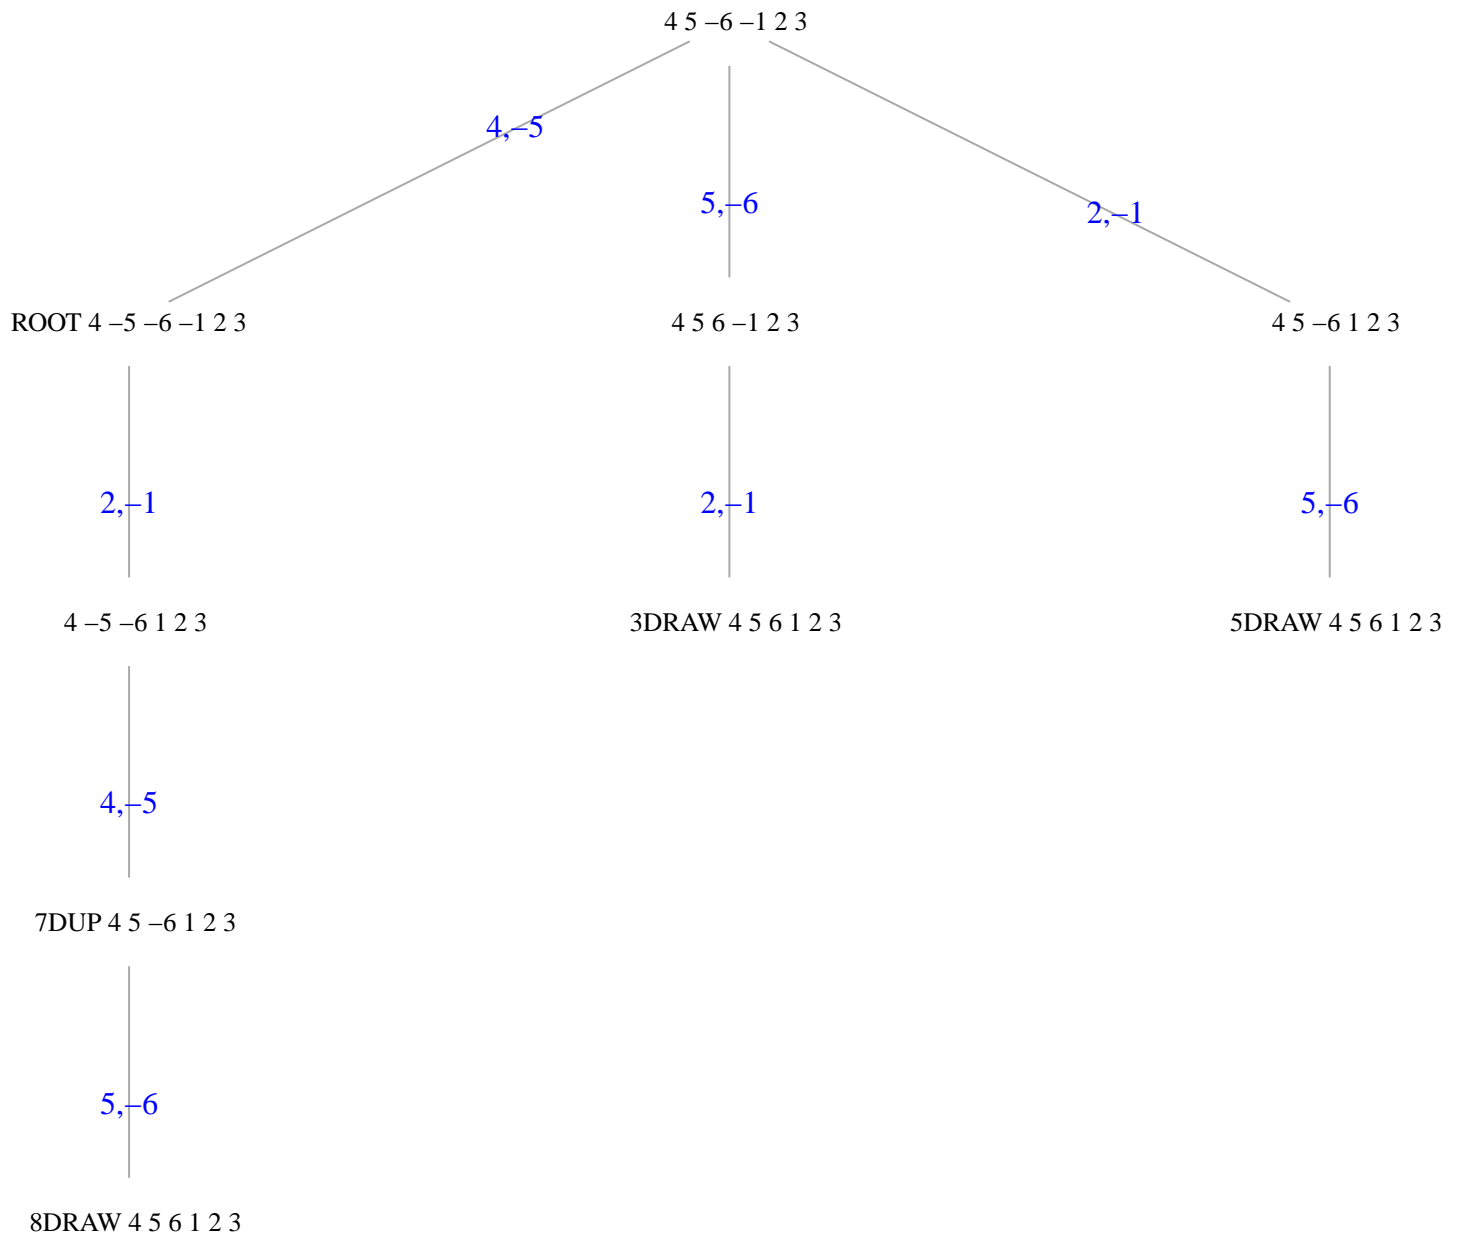 4 5 –6 –1 2 3
4,–5
5,–6
2,–1
ROOT 4 –5 –6 –1 2 3
4 5 6 –1 2 3
4 5 –6 1 2 3
2,–1
2,–1
5,–6
4 –5 –6 1 2 3
3DRAW 4 5 6 1 2 3
5DRAW 4 5 6 1 2 3
4,–5
7DUP 4 5 –6 1 2 3
5,–6
8DRAW 4 5 6 1 2 3